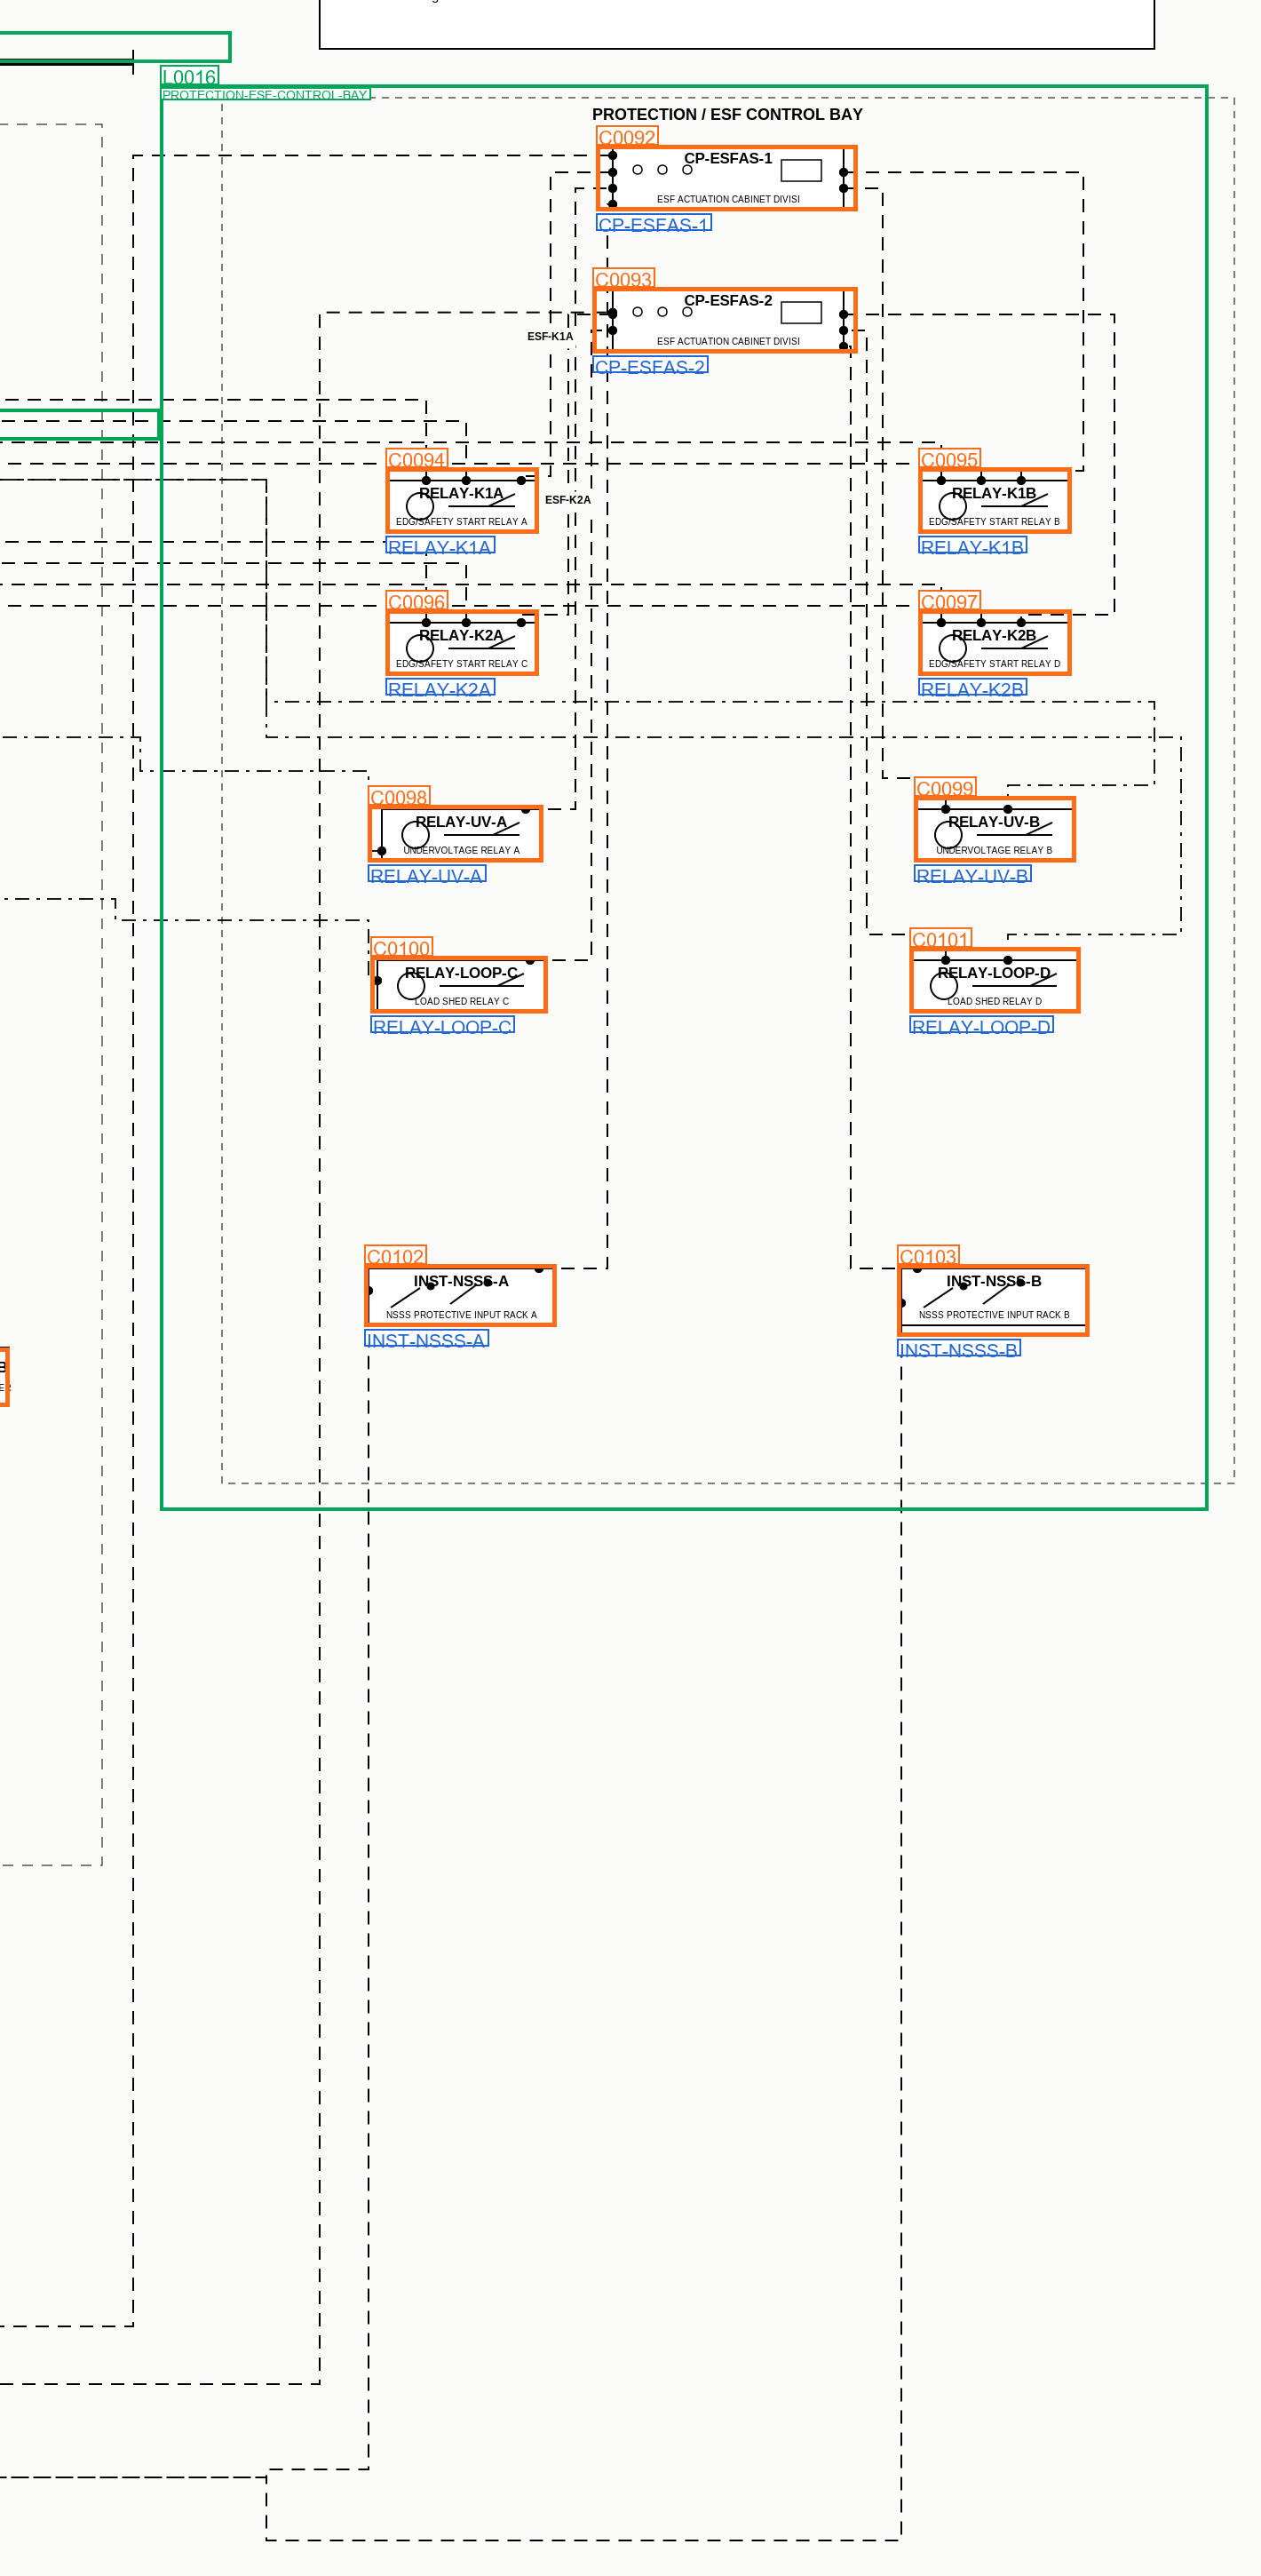 L0016
PROTECTION-ESF-CONTROL-BAY
PROTECTION / ESF CONTROL BAY
C0092
CP-ESFAS-1
ESF ACTUATION CABINET DIVISI
CP-ESFAS-1
C0093
CP-ESFAS-2
ESF-K1A
ESF ACTUATION CABINET DIVISI
CP-ESFAS-2
C0094
C0095
RELAY-K1A
RELAY-K1B
ESF-K2A
EDG/SAFETY START RELAY A
EDG/SAFETY START RELAY B
RELAY-K1A
RELAY-K1B
C0096
C0097
RELAY-K2A
RELAY-K2B
EDG/SAFETY START RELAY C
EDG/SAFETY START RELAY D
RELAY-K2A
RELAY-K2B
C0098
C0099
RELAY-UV-A
RELAY-UV-B
UNDERVOLTAGE RELAY A
UNDERVOLTAGE RELAY B
RELAY-UV-A
RELAY-UV-B
C0100
C0101
RELAY-LOOP-C
RELAY-LOOP-D
LOAD SHED RELAY C
LOAD SHED RELAY D
RELAY-LOOP-C
RELAY-LOOP-D
C0102
C0103
INST-NSSS-A
INST-NSSS-B
NSSS PROTECTIVE INPUT RACK A
NSSS PROTECTIVE INPUT RACK B
INST-NSSS-A
INST-NSSS-B